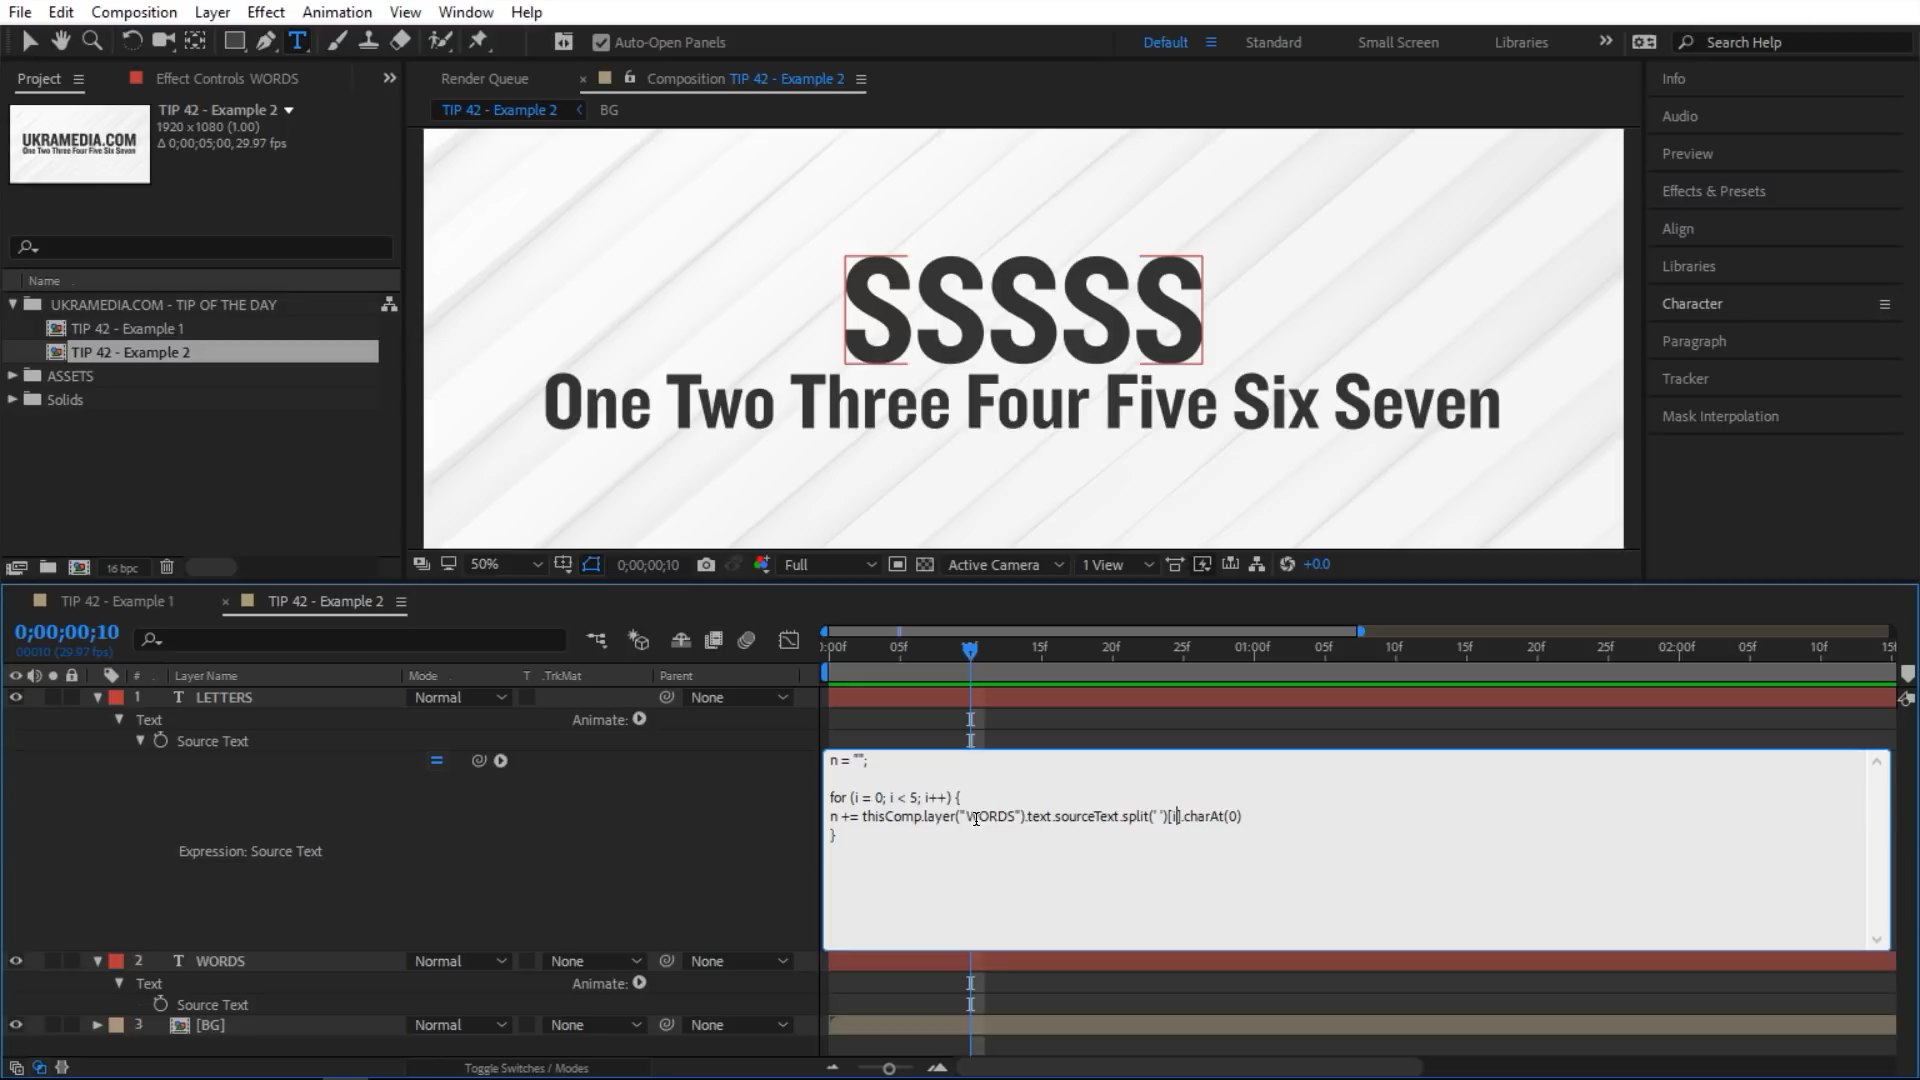 File Edit Composition Layer Effect Animation View Window Help
Auto-Open Panels Default Standard Small Screen Libraries Search Help
Project Effect Controls WORDS
TIP 42 - Example 2
1920 x 1080 (1.00)
Δ 0;00;05;00, 29.97 fps
UKRAMEDIA.COM
One Two Three Four Five Six Seven
Name
UKRAMEDIA.COM - TIP OF THE DAY
TIP 42 - Example 1
TIP 42 - Example 2
ASSETS
Solids
16 bpc
Render Queue Composition TIP 42 - Example 2
TIP 42 - Example 2 BG
SSSSS
One Two Three Four Five Six Seven
50% 0;00;00;10 Full Active Camera 1 View +0.0
Info
Audio
Preview
Effects & Presets
Align
Libraries
Character
Paragraph
Tracker
Mask Interpolation
TIP 42 - Example 1 TIP 42 - Example 2
0;00;00;10
00010 (29.97 fps)
0:00f 05f 10f 15f 20f 25f 01:00f 05f 10f 15f 20f 25f 02:00f 05f 10f 15f
# Layer Name Mode T .TrkMat Parent
1 T LETTERS Normal None
Text Animate:
Source Text
Expression: Source Text
n = "";
for (i = 0; i < 5; i++) {
n += thisComp.layer("WORDS").text.sourceText.split(' ')[i].charAt(0)
}
2 T WORDS Normal None None
Text Animate:
Source Text
3 [BG] Normal None None
Toggle Switches / Modes